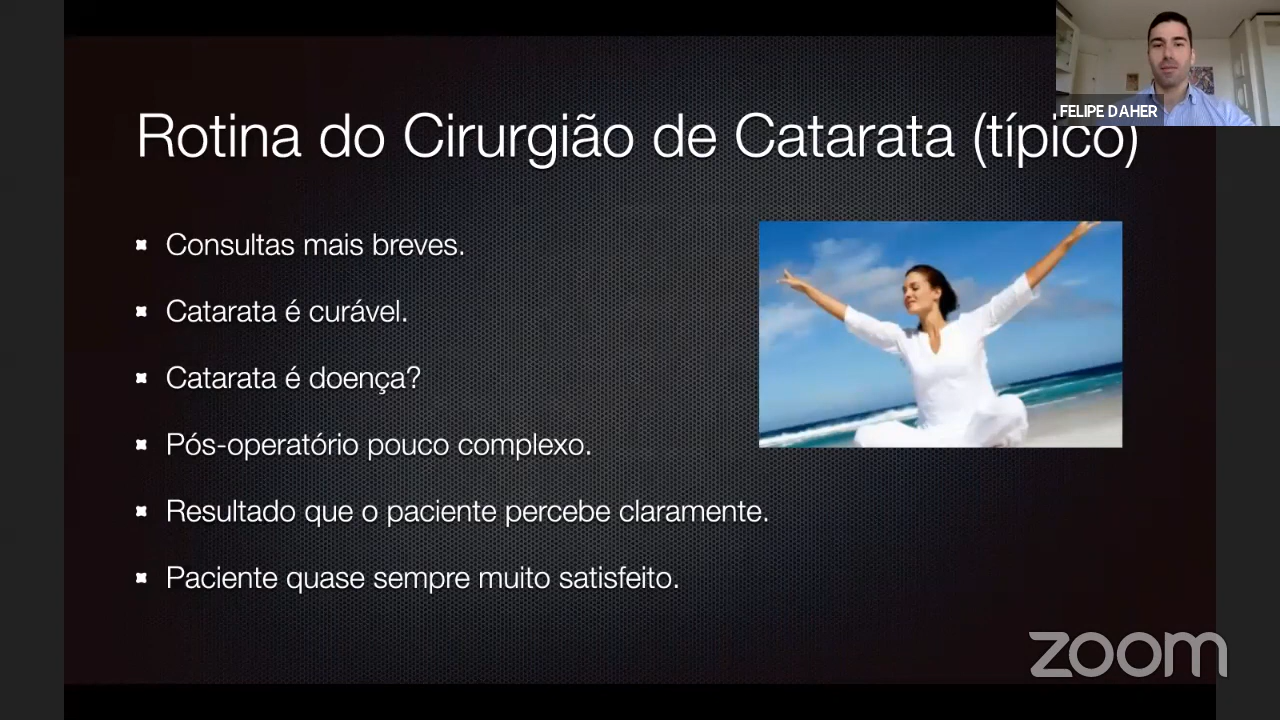 FELIPE DAHER
Rotina do Cirurgião de Catarata (típico)
Consultas mais breves.
Catarata é curável.
Catarata é doença?
Pós-operatório pouco complexo.
Resultado que o paciente percebe claramente.
Paciente quase sempre muito satisfeito.
zoom